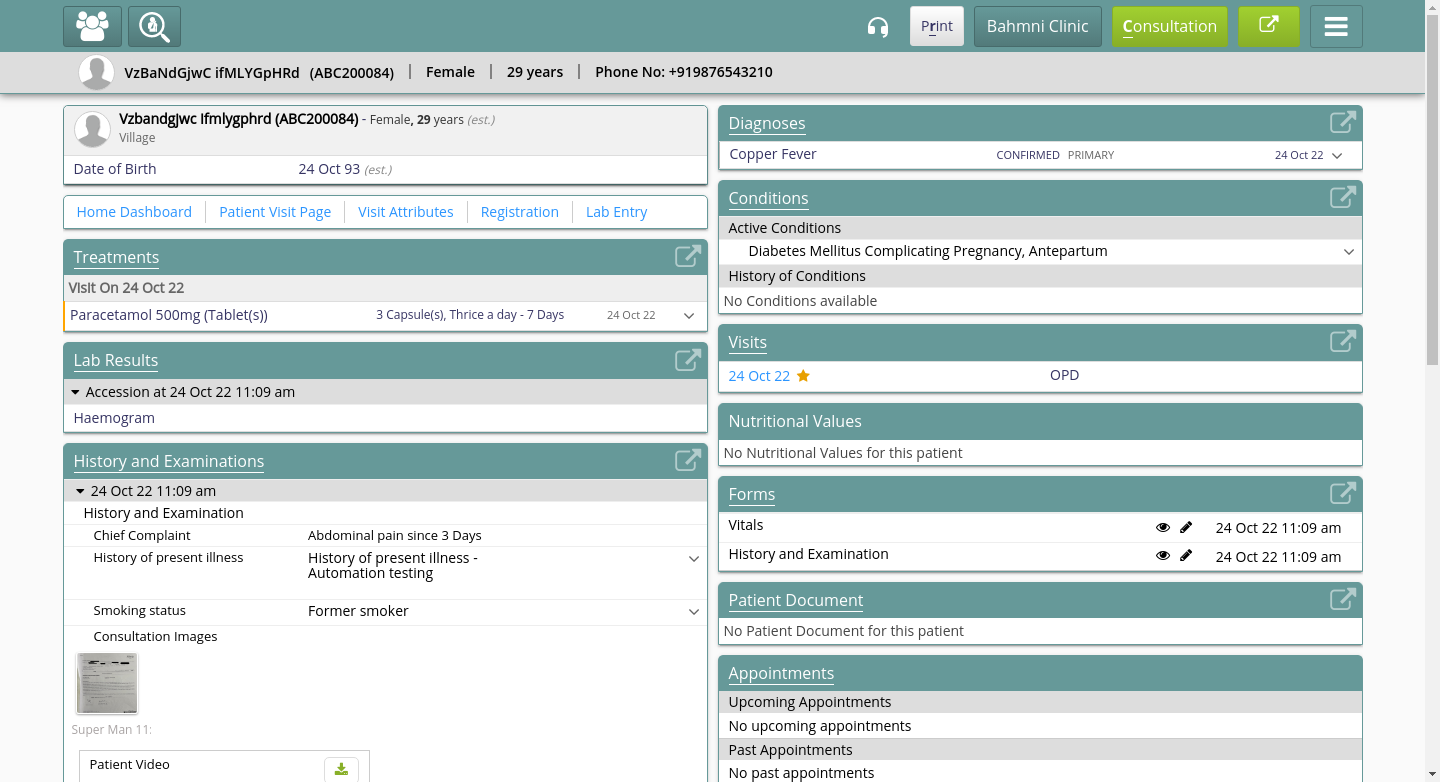 Print
Bahmni Clinic
Consultation
VzBaNdGjwC ifMLYGpHRd (ABC200084) | Female | 29 years | Phone No: +919876543210
Vzbandgjwc Ifmlygphrd (ABC200084) - Female, 29 years (est.)
Village
Date of Birth 24 Oct 93 (est.)
Home Dashboard
Patient Visit Page
Visit Attributes
Registration
Lab Entry
Treatments
Visit On 24 Oct 22
Paracetamol 500mg (Tablet(s)) 3 Capsule(s), Thrice a day - 7 Days 24 Oct 22
Lab Results
Accession at 24 Oct 22 11:09 am
Haemogram
History and Examinations
24 Oct 22 11:09 am
History and Examination
Chief Complaint Abdominal pain since 3 Days
History of present illness History of present illness -
Automation testing
Smoking status Former smoker
Consultation Images
Super Man 11:
Patient Video
Diagnoses
Copper Fever CONFIRMED PRIMARY 24 Oct 22
Conditions
Active Conditions
Diabetes Mellitus Complicating Pregnancy, Antepartum
History of Conditions
No Conditions available
Visits
24 Oct 22 OPD
Nutritional Values
No Nutritional Values for this patient
Forms
Vitals 24 Oct 22 11:09 am
History and Examination 24 Oct 22 11:09 am
Patient Document
No Patient Document for this patient
Appointments
Upcoming Appointments
No upcoming appointments
Past Appointments
No past appointments